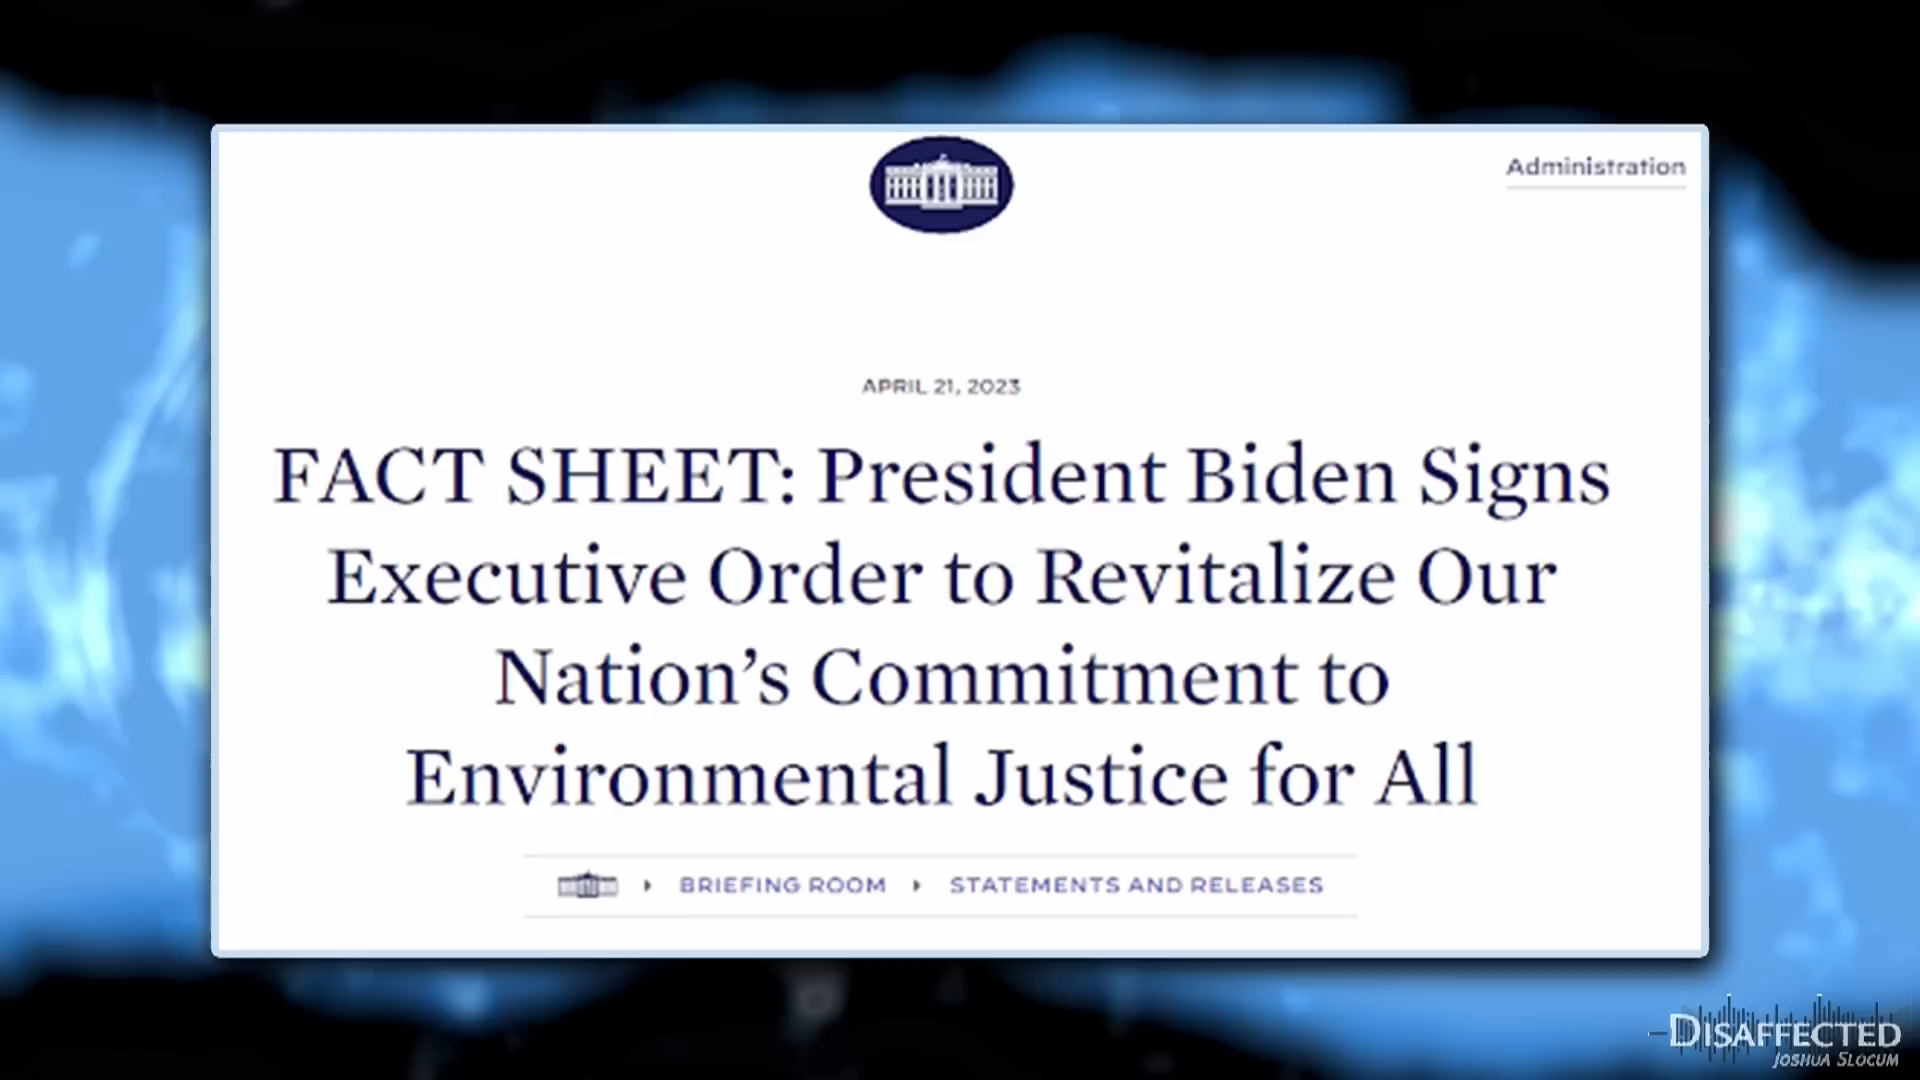 Administration
APRIL 21, 2023
FACT SHEET: President Biden Signs
Executive Order to Revitalize Our
Nation’s Commitment to
Environmental Justice for All
BRIEFING ROOM STATEMENTS AND RELEASES
DISAFFECTED
JOSHUA SLOCUM